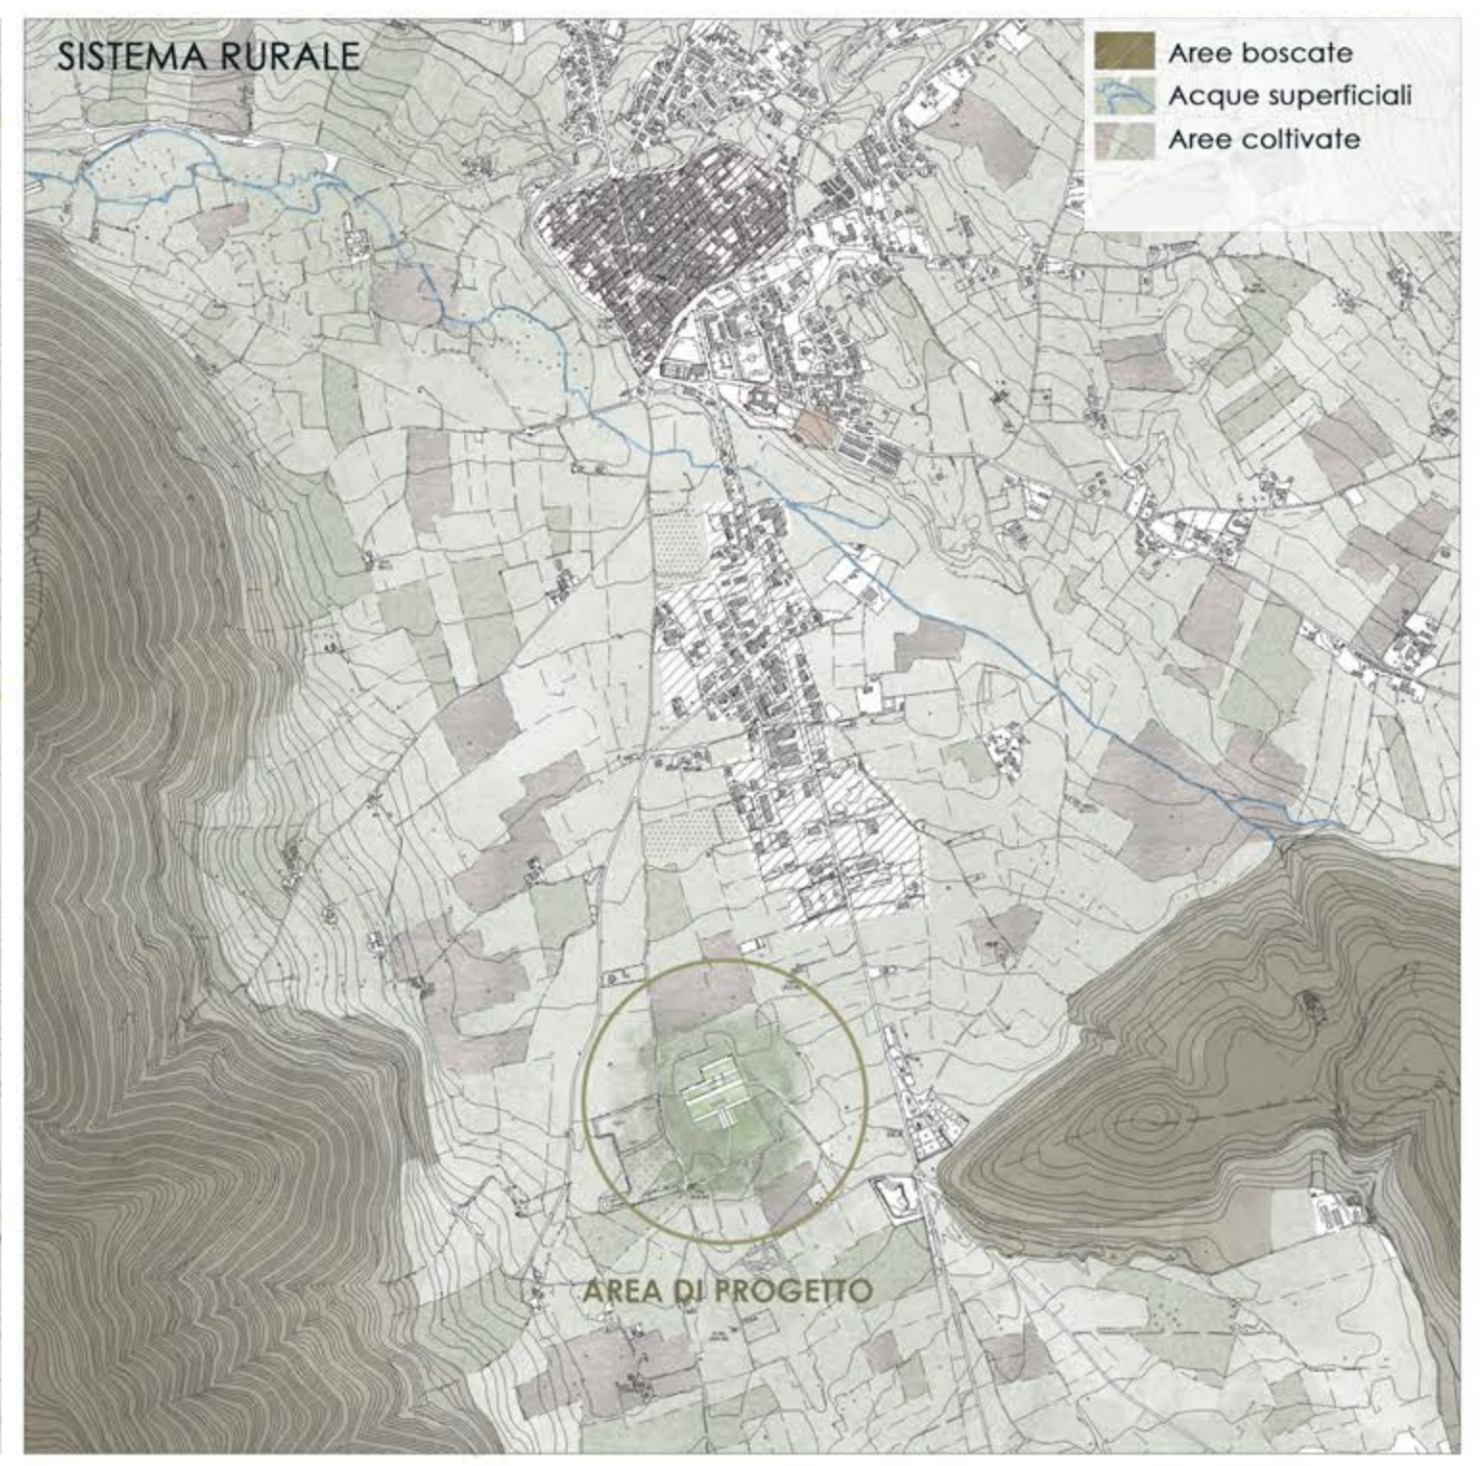 SISTEMA RURALE
Aree boscate
Acque superficiali
Aree coltivate
AREA DI PROGETTO